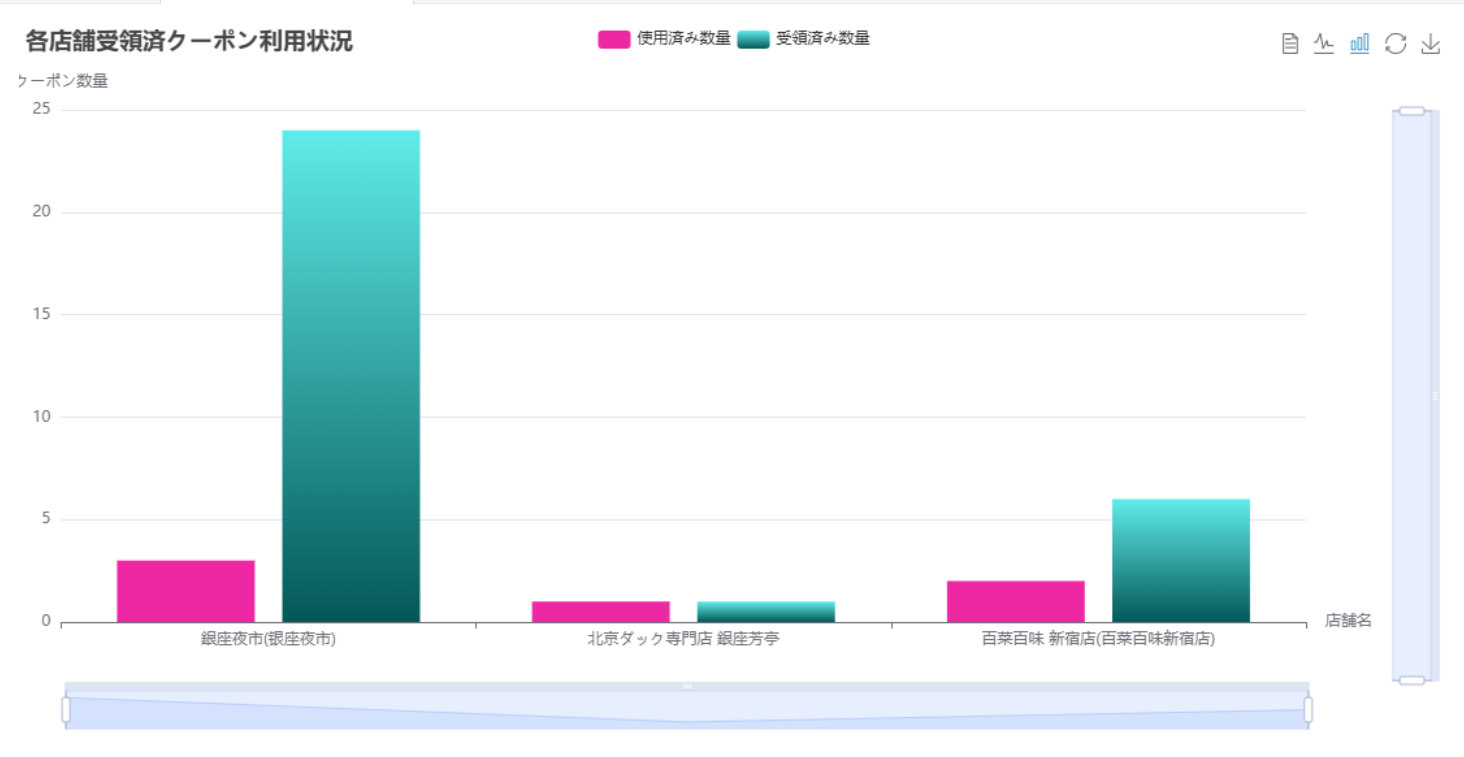 各店舗受領済クーポン利用状況
使用済み数量 受領済み数量
クーポン数量
25
20
15
10
5
0
銀座夜市(银座夜市)
北京ダック専門店 銀座芳亭
百菜百味 新宿店(百菜百味新宿店)
店舗名